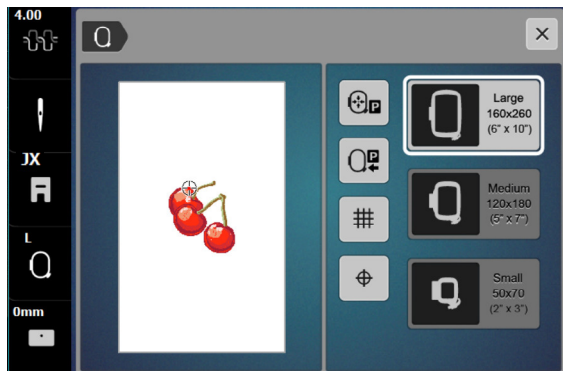 4.00
JX
L
0mm
P
P
Large
160x260
(6" x 10")
Medium
120x180
(5" x 7")
Small
50x70
(2" x 3")